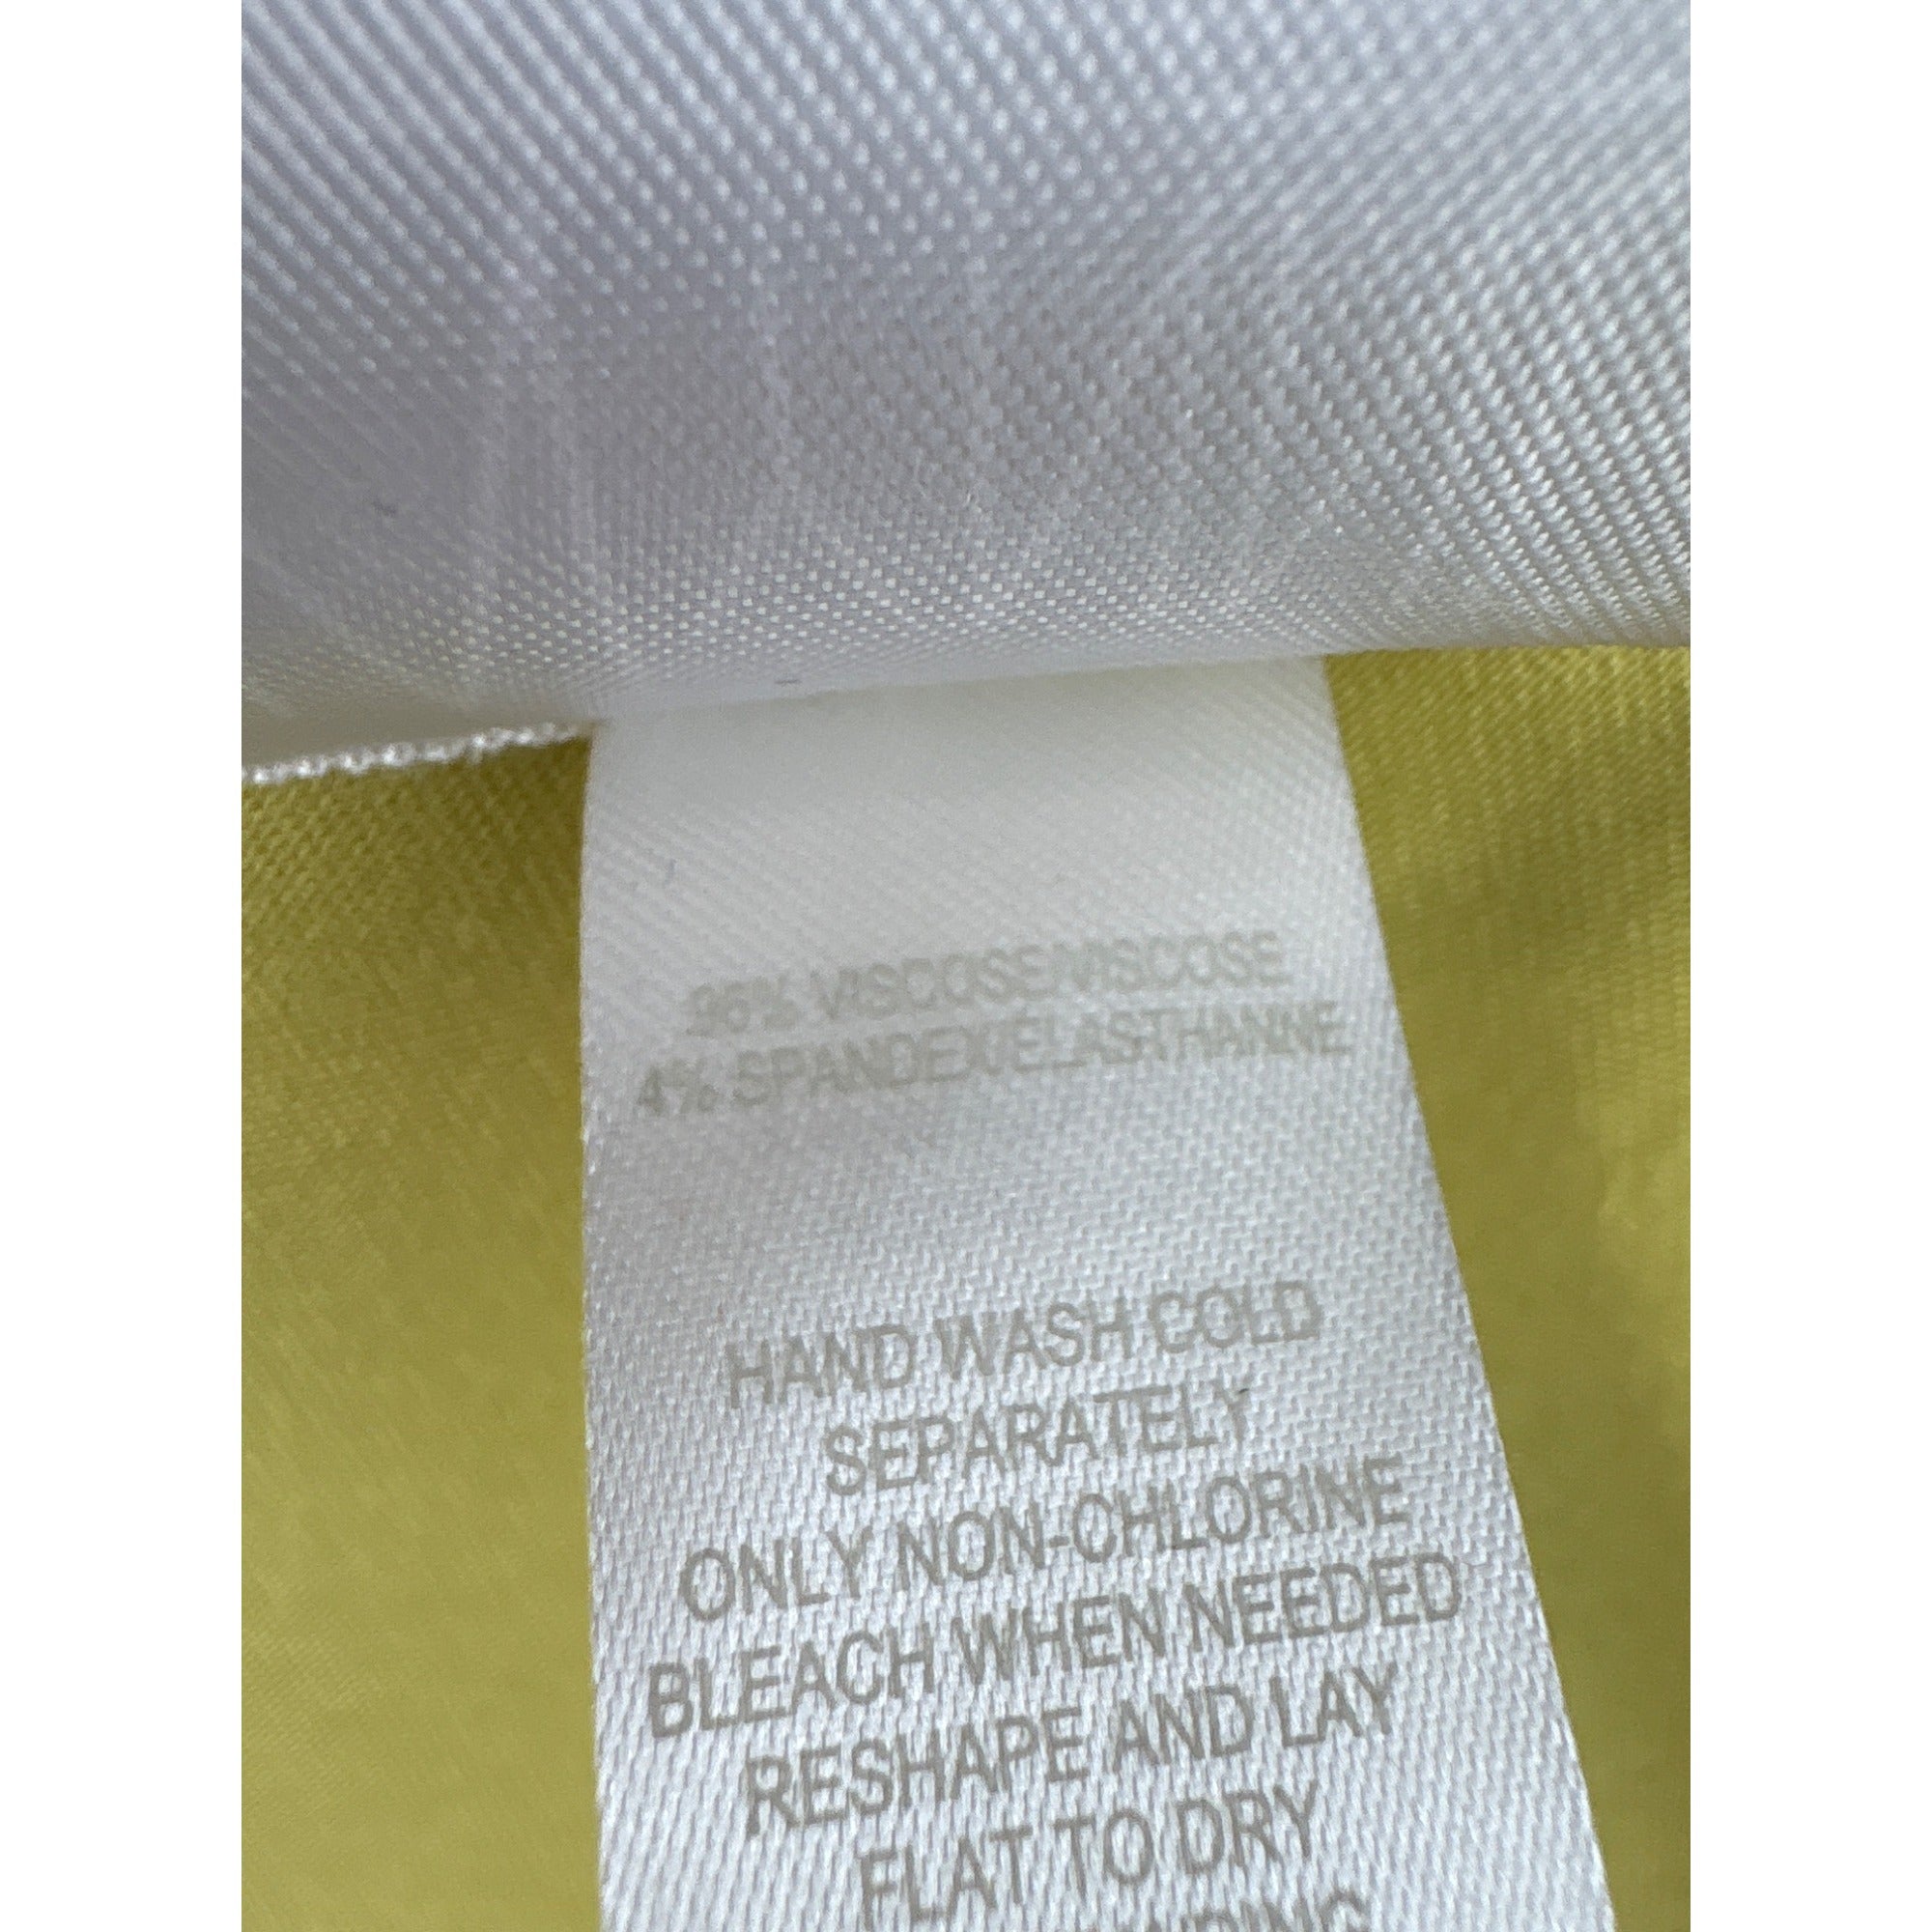 96% VISCOSE/VISCOSE
4% SPANDEX/ÉLASTHANNE
HAND WASH COLD
SEPARATELY
ONLY NON-CHLORINE
BLEACH WHEN NEEDED
RESHAPE AND LAY
FLAT TO DRY